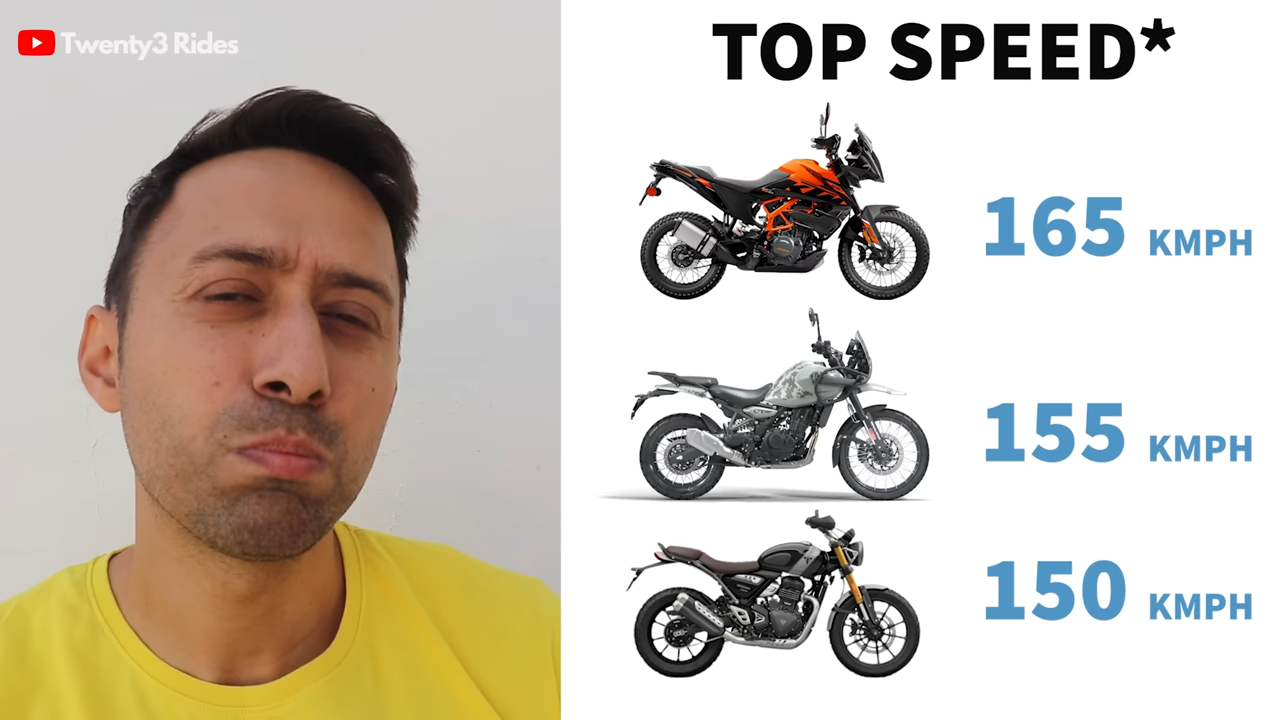 Twenty3 Rides
TOP SPEED*
165 KMPH
155 KMPH
150 KMPH